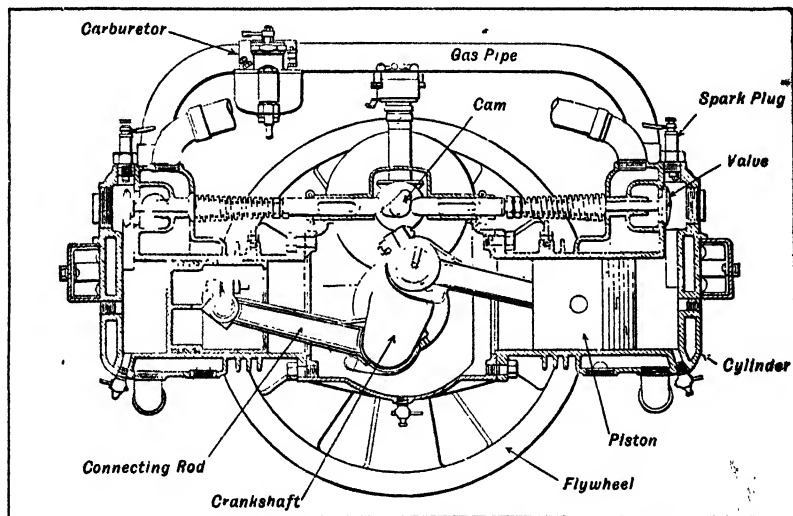 Carburetor
Gas Pipe
Cam
Spark Plug
Valve
Cylinder
Piston
Connecting Rod
Crankshaft
Flywheel